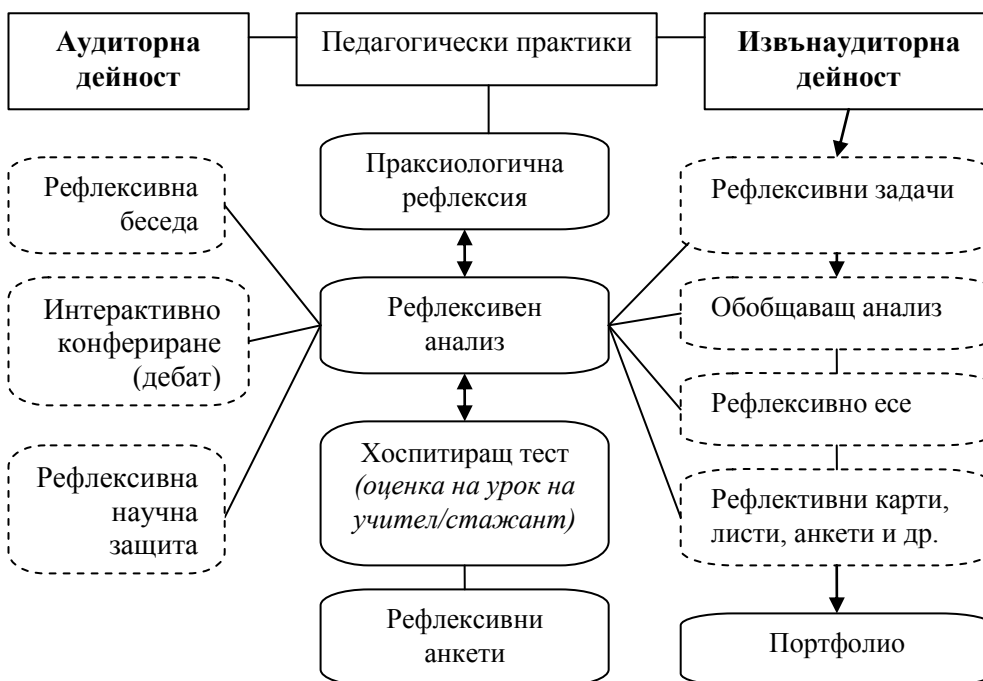 Аудиторна
дейност
Педагогически практики
Извънаудиторна
дейност
Рефлексивна
беседа
Интерактивно
конфериране
(дебат)
Рефлексивна
научна
защита
Праксиологична
рефлексия
Рефлексивен
анализ
Хоспитиращ тест
(оценка на урок на
учител/стажант)
Рефлексивни
анкети
Рефлексивни задачи
Обобщаващ анализ
Рефлексивно есе
Рефлективни карти,
листи, анкети и др.
Портфолио